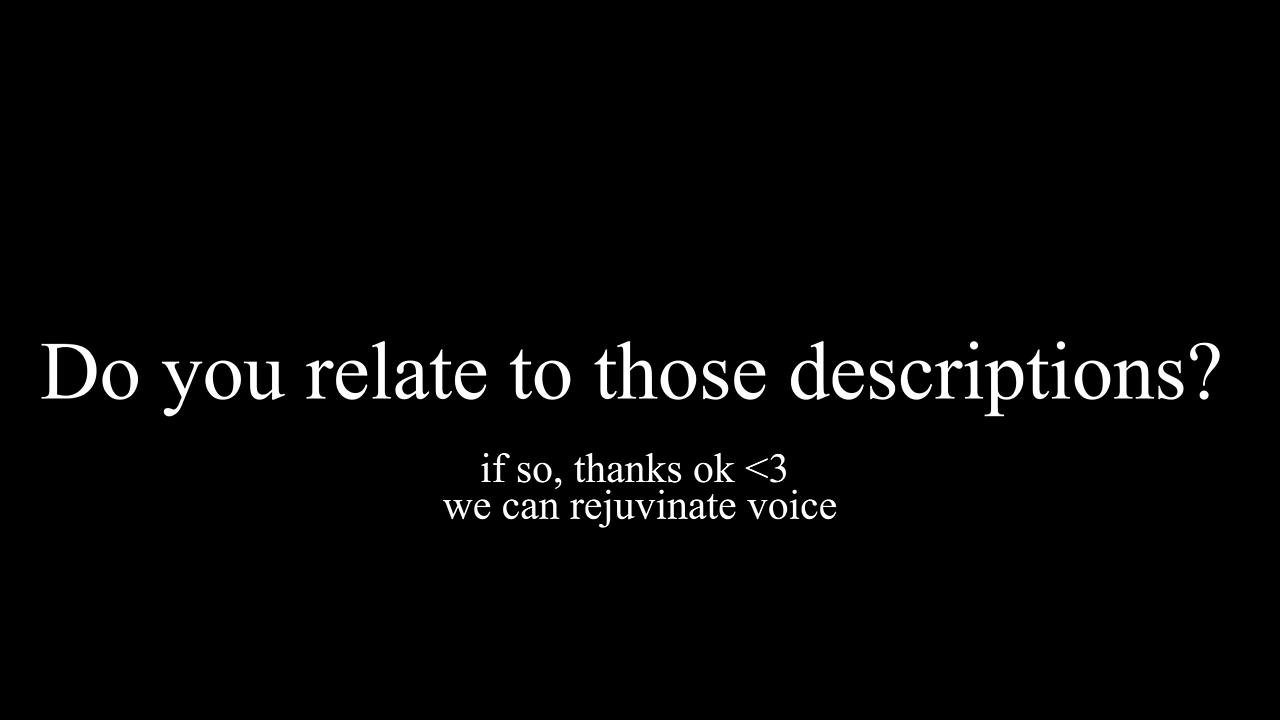 Do you relate to those descriptions?
if so, thanks ok <3
we can rejuvinate voice